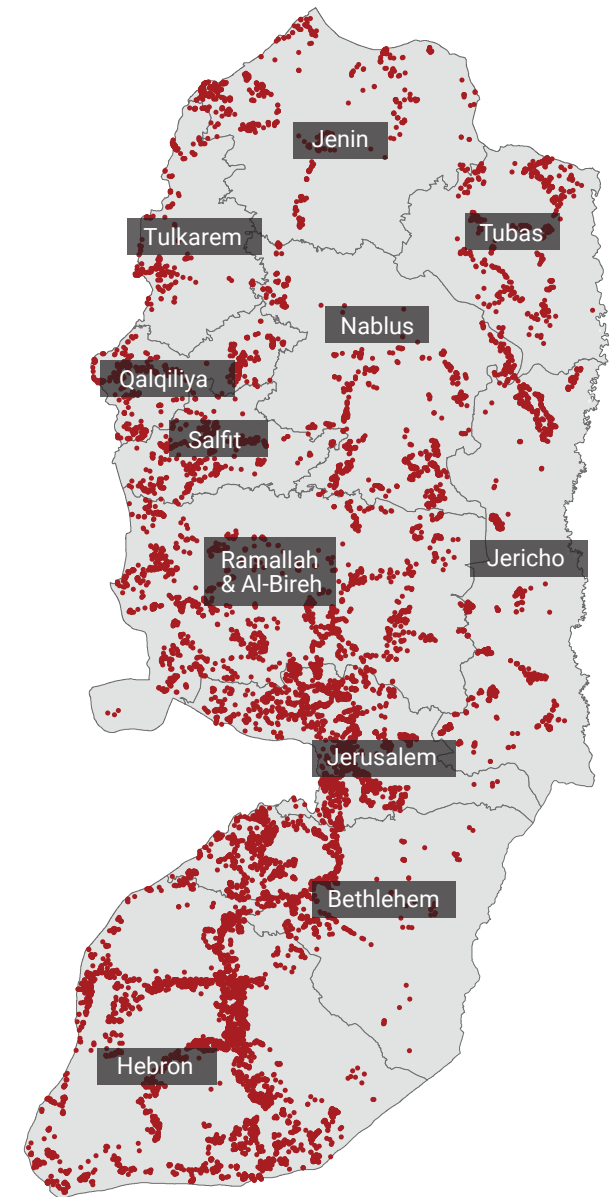 Jenin
Tulkarem
Tubas
Nablus
Qalqiliya
Salfit
Ramallah
& Al-Bireh
Jericho
Jerusalem
Bethlehem
Hebron